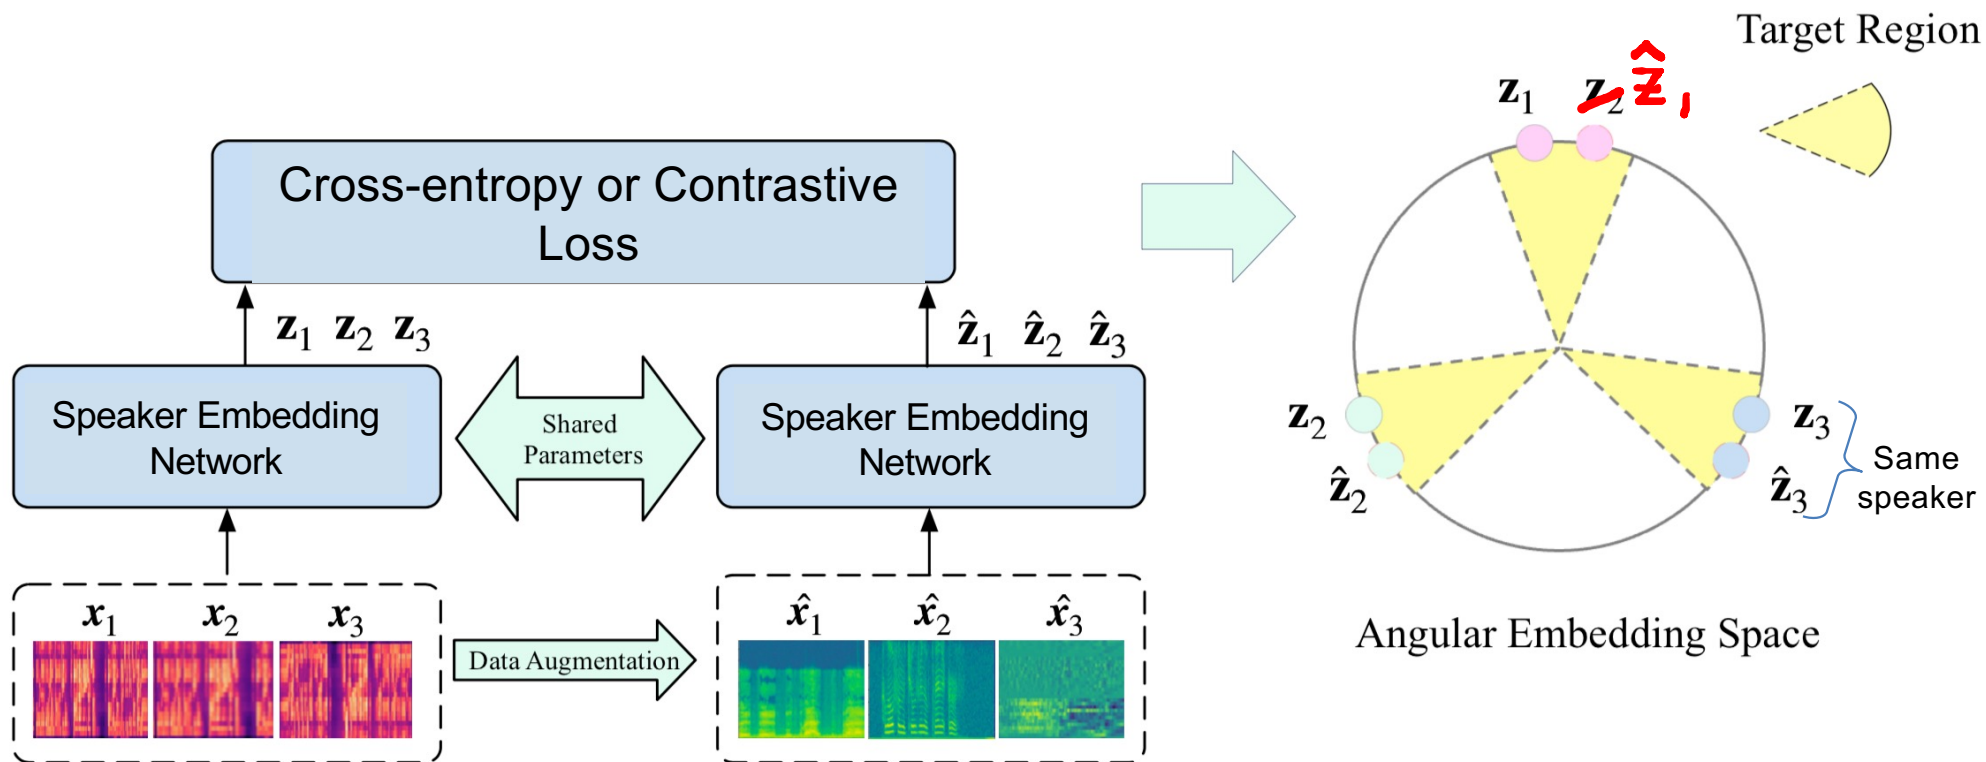 Target Region
z₁ z₂ ẑ₁
Cross-entropy or Contrastive
Loss
z₁ z₂ z₃
ẑ₁ ẑ₂ ẑ₃
Speaker Embedding
Network
Shared
Parameters
Speaker Embedding
Network
z₂
ẑ₂
z₃
ẑ₃
Same
speaker
x₁ x₂ x₃
Data Augmentation
x̂₁ x̂₂ x̂₃
Angular Embedding Space